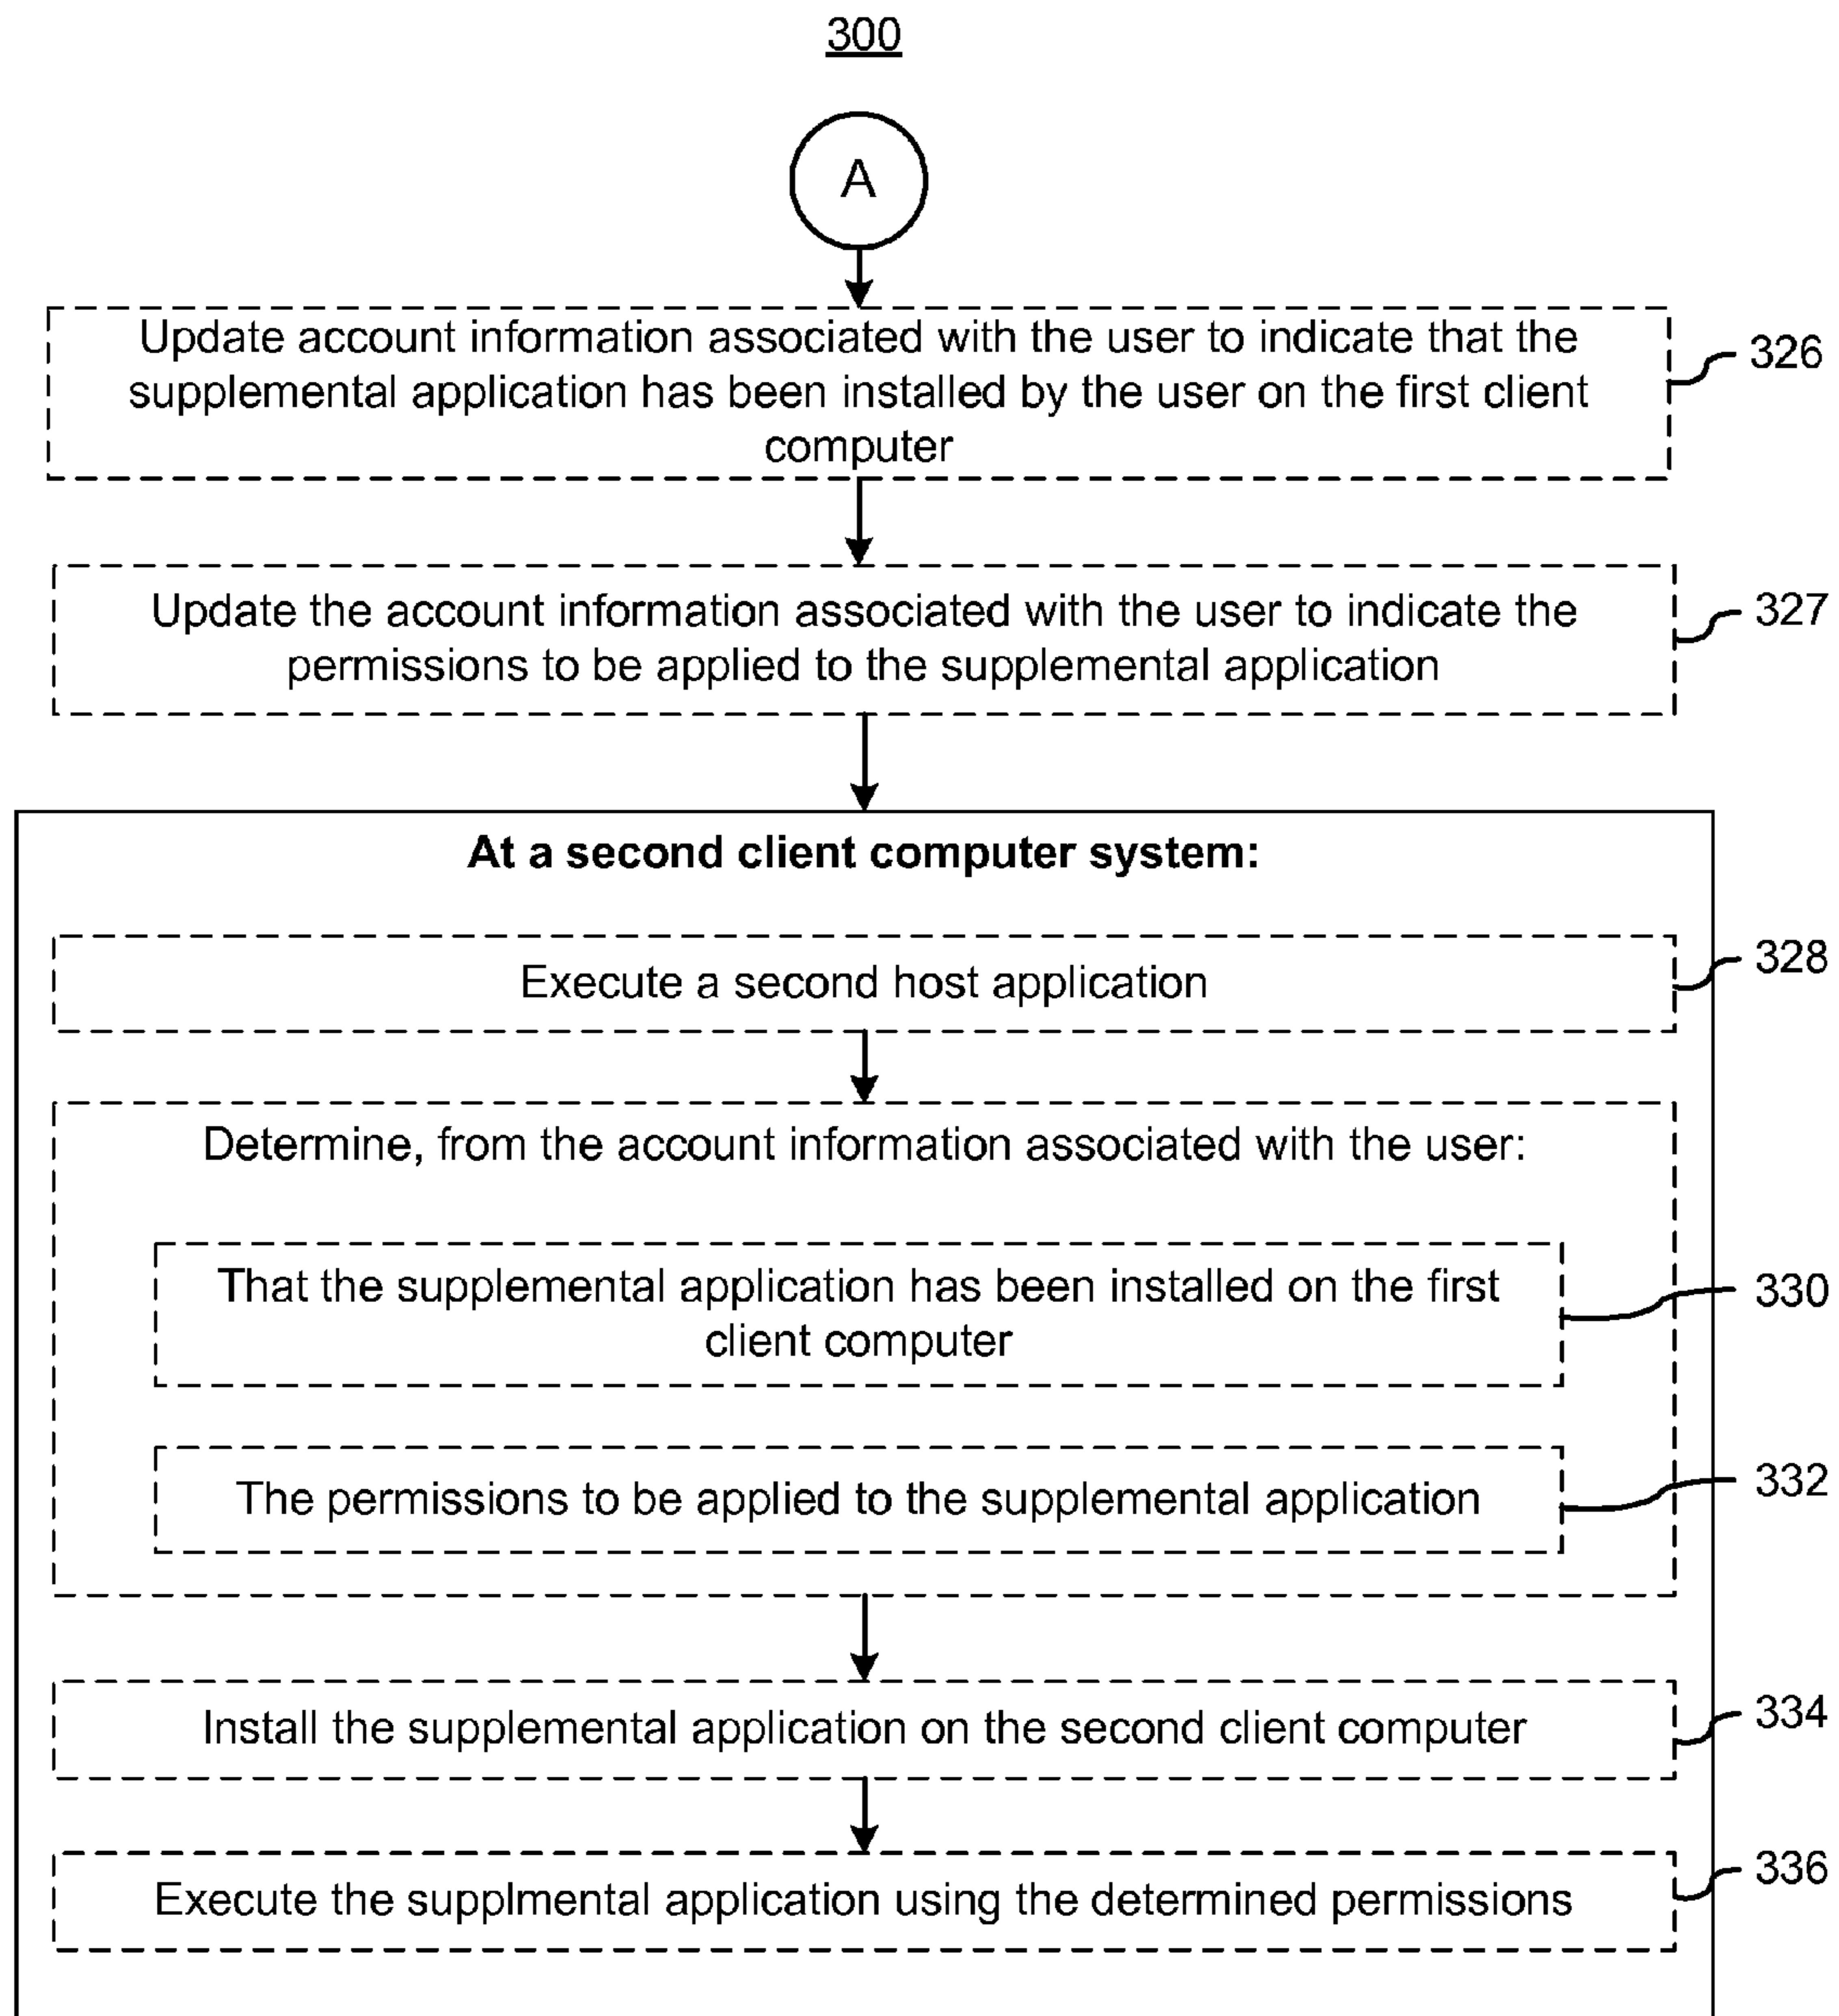 300
A
Update account information associated with the user to indicate that the
supplemental application has been installed by the user on the first client
computer
326
Update the account information associated with the user to indicate the
permissions to be applied to the supplemental application
327
At a second client computer system:
Execute a second host application
328
Determine, from the account information associated with the user:
That the supplemental application has been installed on the first
client computer
330
The permissions to be applied to the supplemental application
332
Install the supplemental application on the second client computer
334
Execute the supplmental application using the determined permissions
336